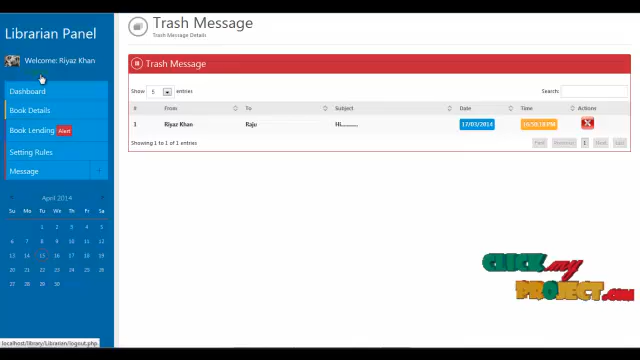 Librarian Panel
Welcome: Riyaz Khan
Dashboard
Book Details
Book Lending Alert
Setting Rules
Message +
April 2014
Su Mo Tu We Th Fr Sa
1 2 3 4 5
6 7 8 9 10 11 12
13 14 15 16 17 18 19
20 21 22 23 24 25 26
27 28 29 30
localhost/library/Librarian/logout.php
Trash Message
Trash Message Details
Trash Message
Show 5 entries
Search:
# From To Subject Date Time Actions
1 Riyaz Khan Raju Hi.......... 17/03/2014
Showing 1 to 1 of 1 entries
First Previous 1 Next Last
CLICK my
PROJECT.COM